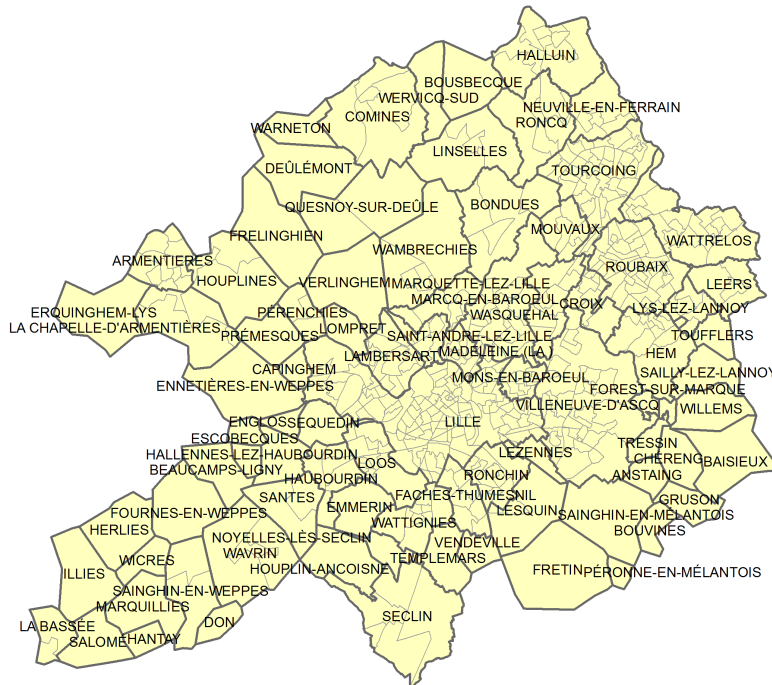 HALLUIN
BOUSBECQUE
WERVICQ-SUD
NEUVILLE-EN-FERRAIN
COMINES
RONCQ
WARNETON
LINSELLES
DEÛLÉMONT
TOURCOING
QUESNOY-SUR-DEÛLE
BONDUES
MOUVAUX
FRELINGHIEN
WATTRELOS
WAMBRECHIES
ARMENTIERES
ROUBAIX
HOUPLINES
VERLINGHEM
MARQUETTE-LEZ-LILLE
LEERS
MARCQ-EN-BAROEUL
CROIX
ERQUINGHEM-LYS
PÉRENCHIES
WASQUEHAL
LYS-LEZ-LANNOY
LA CHAPELLE-D'ARMENTIÈRES
PRÉMESQUES
LOMPRET
SAINT-ANDRE-LEZ-LILLE
TOUFFLERS
LAMBERSART
MADELEINE (LA )
HEM
CAPINGHEM
MONS-EN-BAROEUL
SAILLY-LEZ-LANNOY
ENNETIÈRES-EN-WEPPES
FOREST-SUR-MARQUE
VILLENEUVE-D'ASCQ
WILLEMS
ENGLOS
SEQUEDIN
LILLE
ESCOBECQUES
TRESSIN
HALLENNES-LEZ-HAUBOURDIN
LEZENNES
CHÉRENG
BEAUCAMPS-LIGNY
LOOS
BAISIEUX
HAUBOURDIN
RONCHIN
ANSTAING
SANTES
FACHES-THUMESNIL
GRUSON
FOURNES-EN-WEPPES
EMMERIN
LESQUIN
SAINGHIN-EN-MÉLANTOIS
HERLIES
WATTIGNIES
BOUVINES
NOYELLES-LÈS-SECLIN
VENDEVILLE
WICRES
WAVRIN
TEMPLEMARS
ILLIES
HOUPLIN-ANCOISNE
FRETIN
PÉRONNE-EN-MÉLANTOIS
SAINGHIN-EN-WEPPES
MARQUILLIES
SECLIN
LA BASSÉE
DON
SALOMÉ
HANTAY